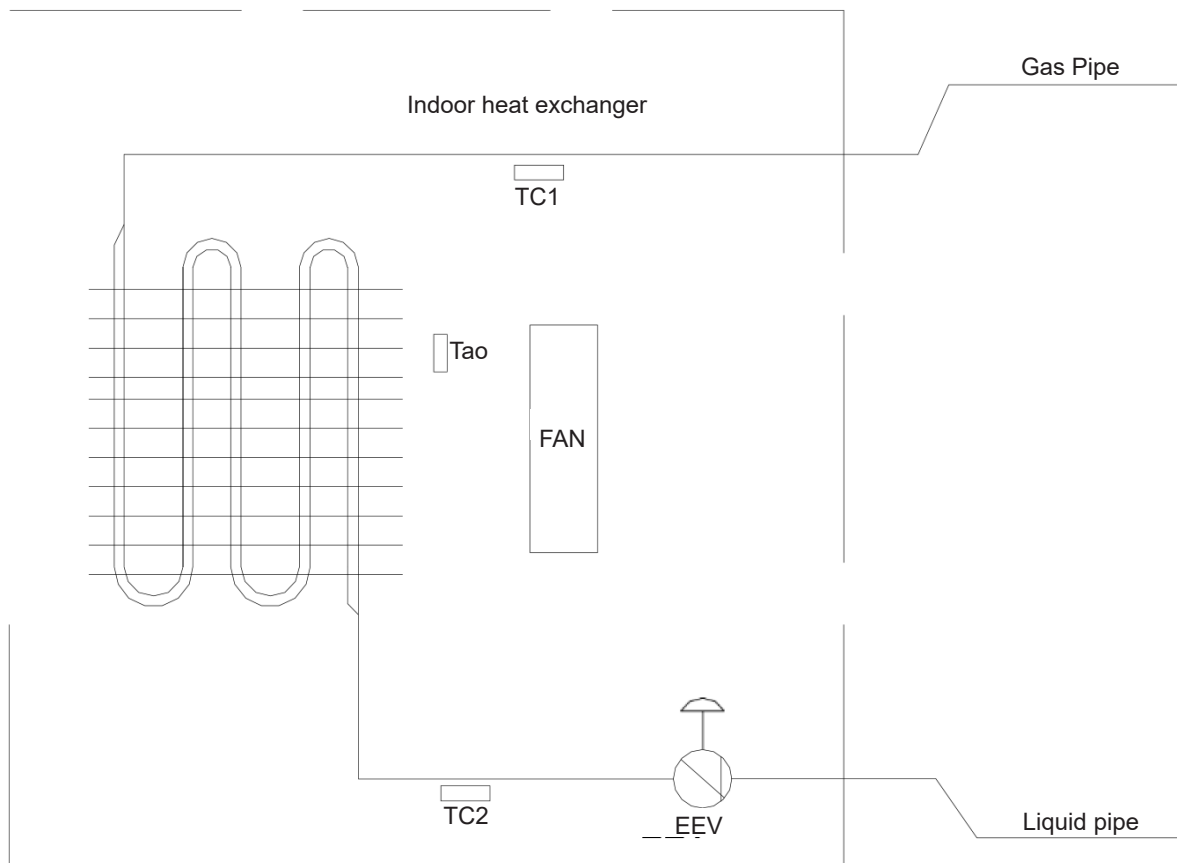 Gas Pipe
Indoor heat exchanger
TC1
Tao
FAN
TC2
EEV
Liquid pipe